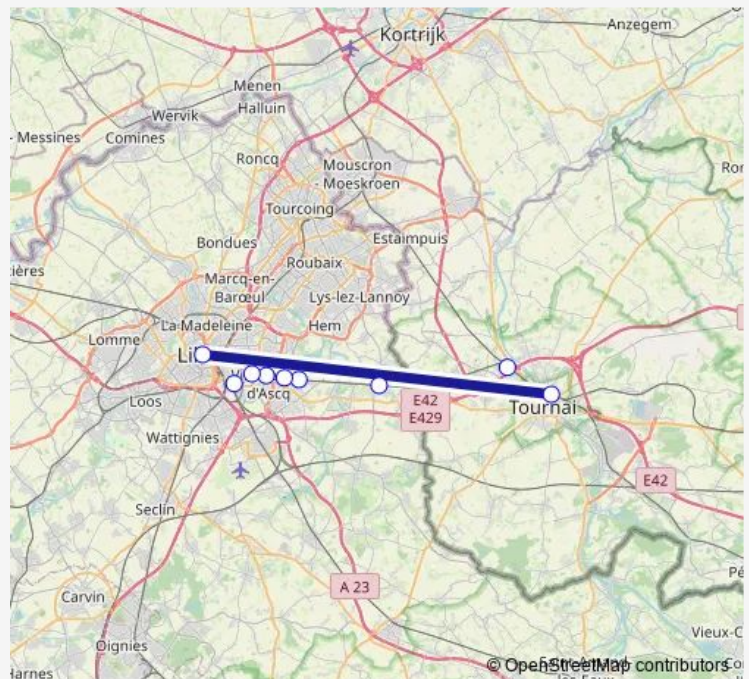 Kortrijk
Anzegem
Menen
Halluin
Wervik
Messines
Comines
Roncq
Mouscron
- Moeskroen
Tourcoing
Bondues
Estaimpuis
Roubaix
Marcq-en-
Barœul
Lys-lez-Lannoy
La Madeleine
Hem
Lomme
d'Ascq
Loos
E42
E429
Tournai
Wattignies
E42
Seclin
A 23
Carvin
Oignies
© OpenStreetMap contributors